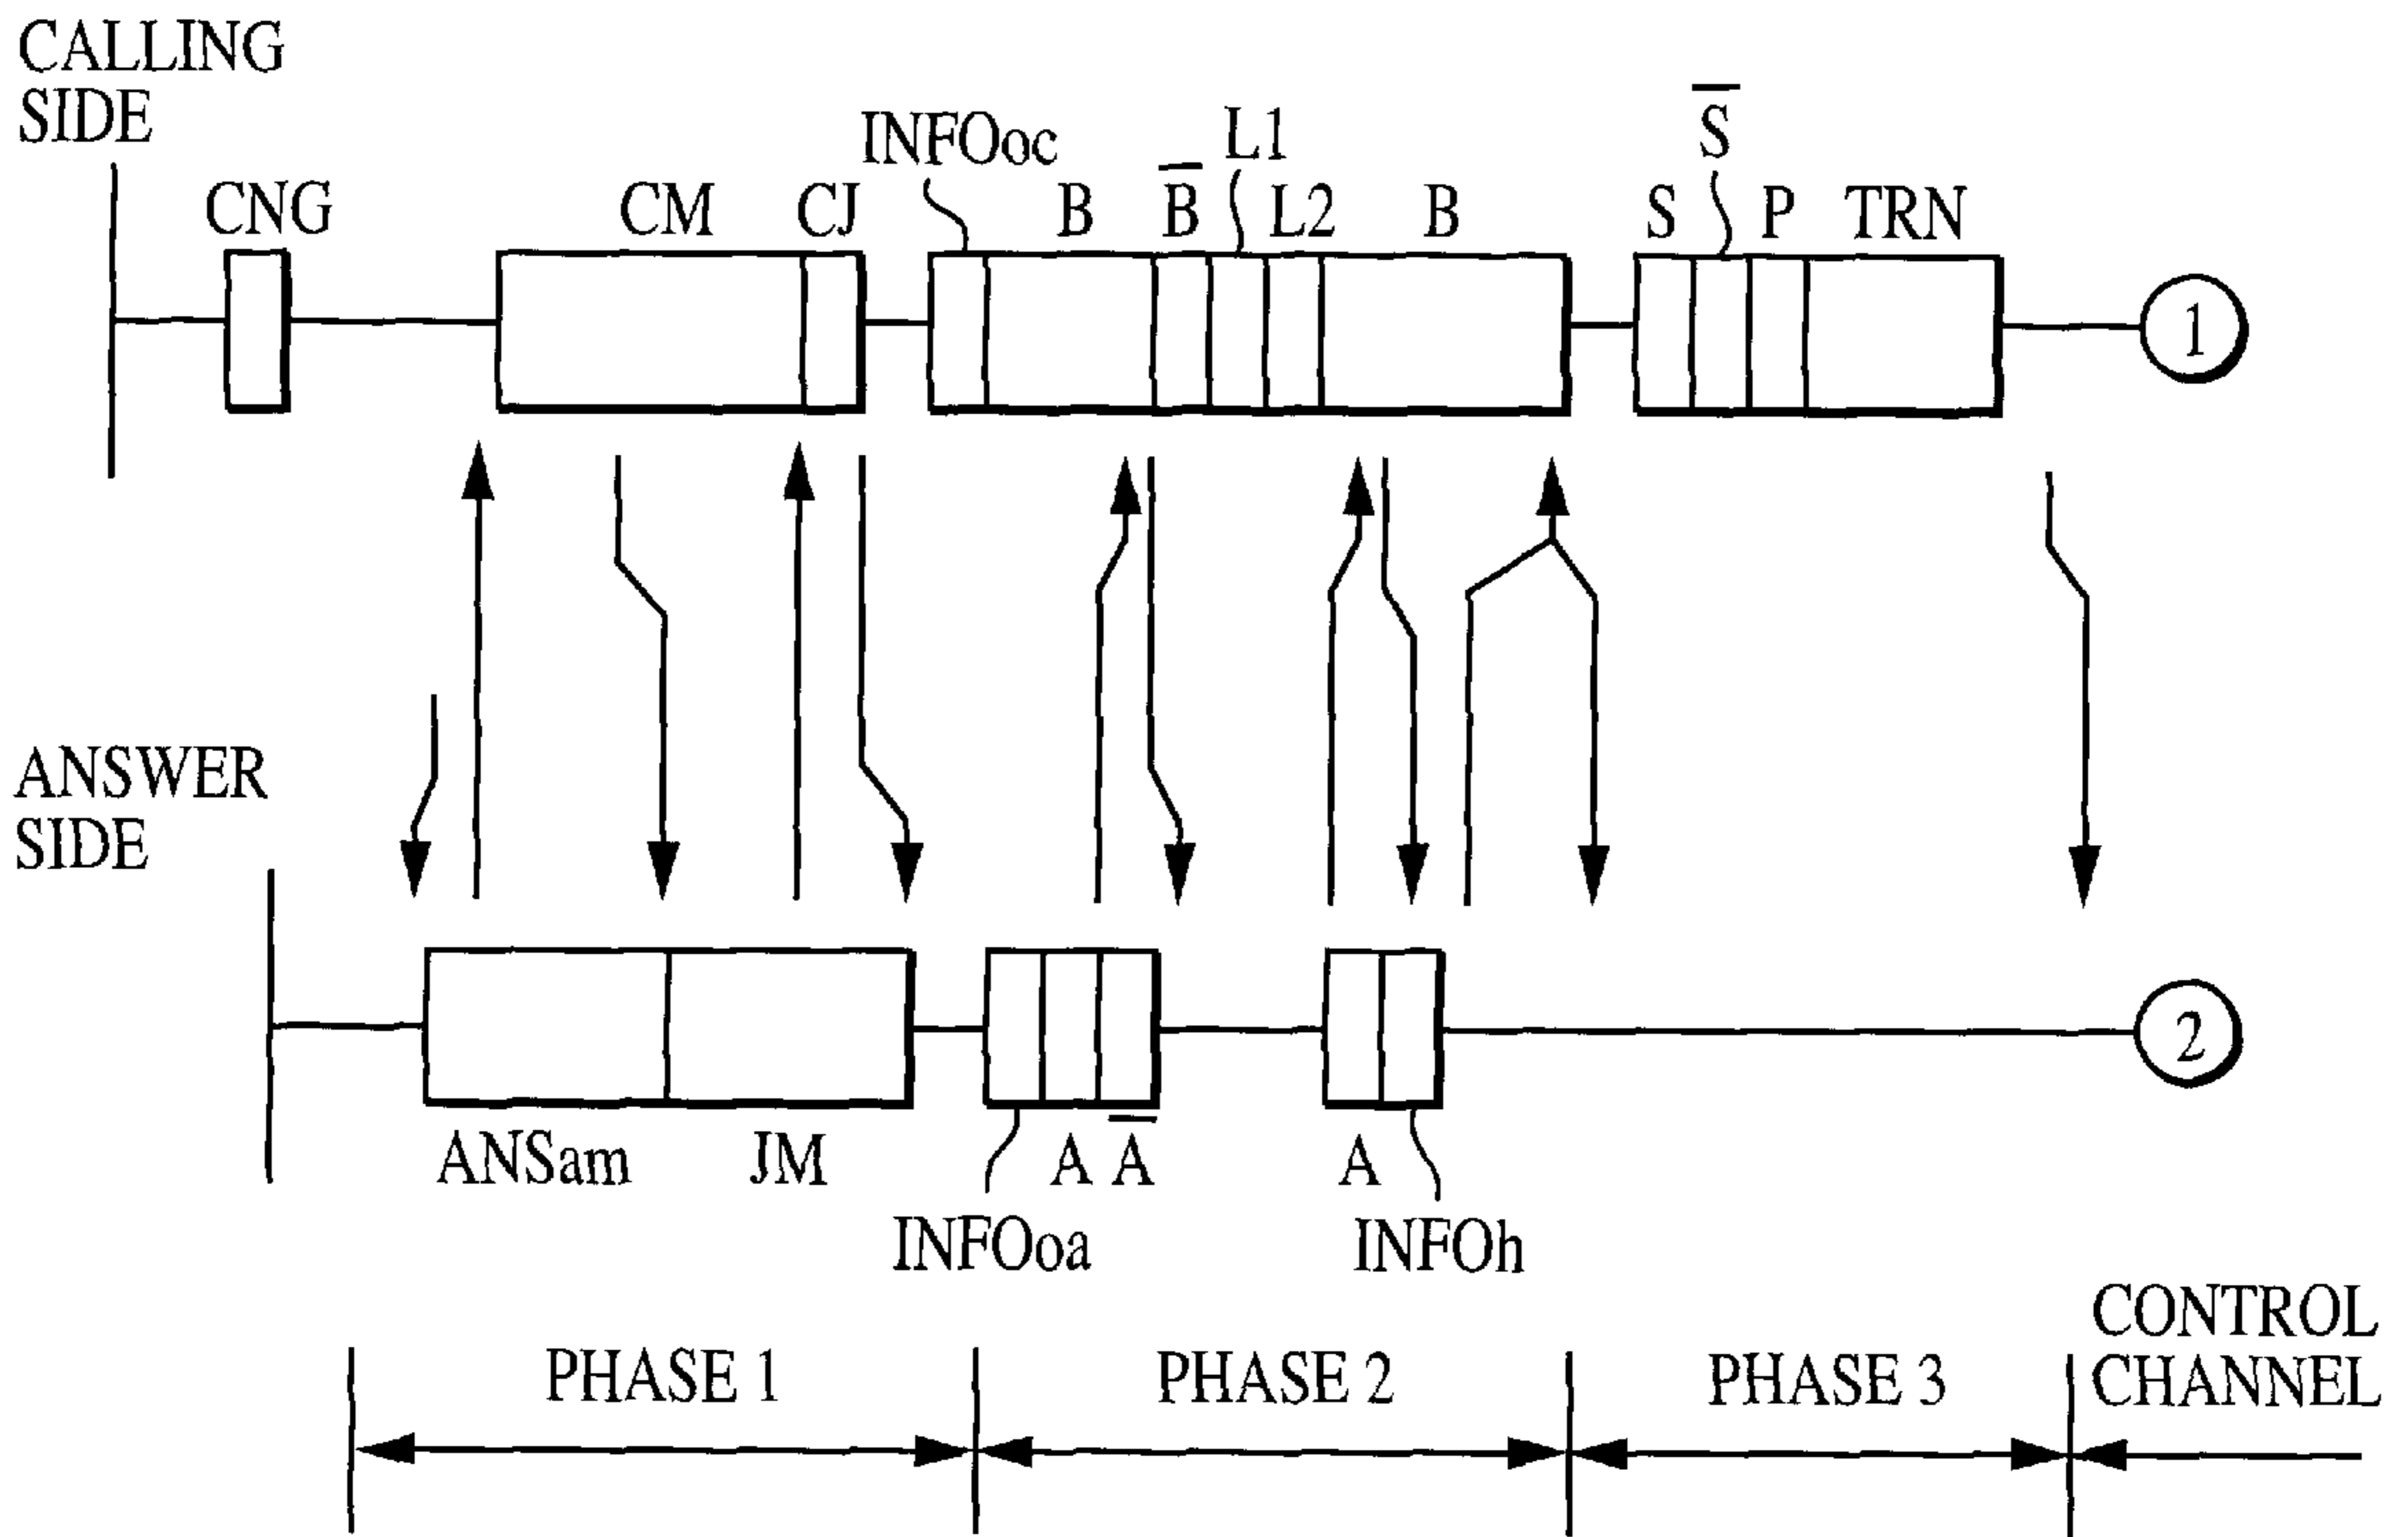 CALLING
SIDE
CNG
CM
CJ
INFOoc
B
B̅
L1
L2
B
S
S̅
P
TRN
1
ANSWER
SIDE
ANSam
JM
INFOoa
A
A̅
A
INFOh
2
PHASE 1
PHASE 2
PHASE 3
CONTROL
CHANNEL